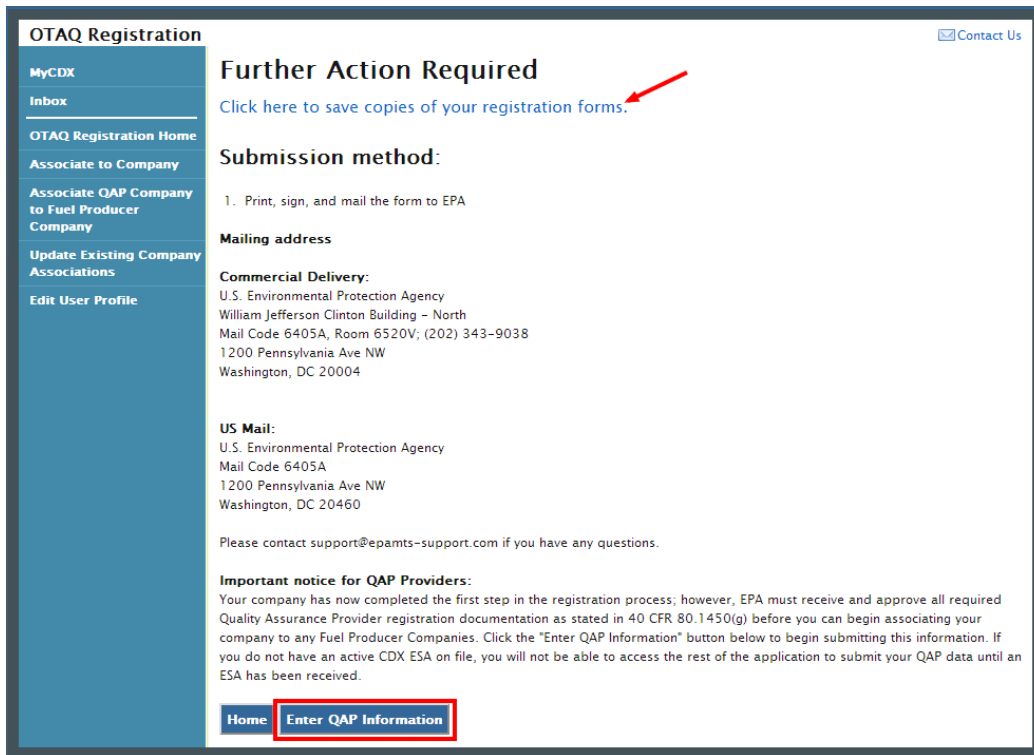 OTAQ Registration
Contact Us
MyCDX
Inbox
OTAQ Registration Home
Associate to Company
Associate QAP Company
to Fuel Producer
Company
Update Existing Company
Associations
Edit User Profile
Further Action Required
Click here to save copies of your registration forms.
Submission method:
1. Print, sign, and mail the form to EPA
Mailing address
Commercial Delivery:
U.S. Environmental Protection Agency
William Jefferson Clinton Building - North
Mail Code 6405A, Room 6520V; (202) 343-9038
1200 Pennsylvania Ave NW
Washington, DC 20004
US Mail:
U.S. Environmental Protection Agency
Mail Code 6405A
1200 Pennsylvania Ave NW
Washington, DC 20460
Please contact support@epamts-support.com if you have any questions.
Important notice for QAP Providers:
Your company has now completed the first step in the registration process; however, EPA must receive and approve all required
Quality Assurance Provider registration documentation as stated in 40 CFR 80.1450(g) before you can begin associating your
company to any Fuel Producer Companies. Click the "Enter QAP Information" button below to begin submitting this information. If
you do not have an active CDX ESA on file, you will not be able to access the rest of the application to submit your QAP data until an
ESA has been received.
Home
Enter QAP Information